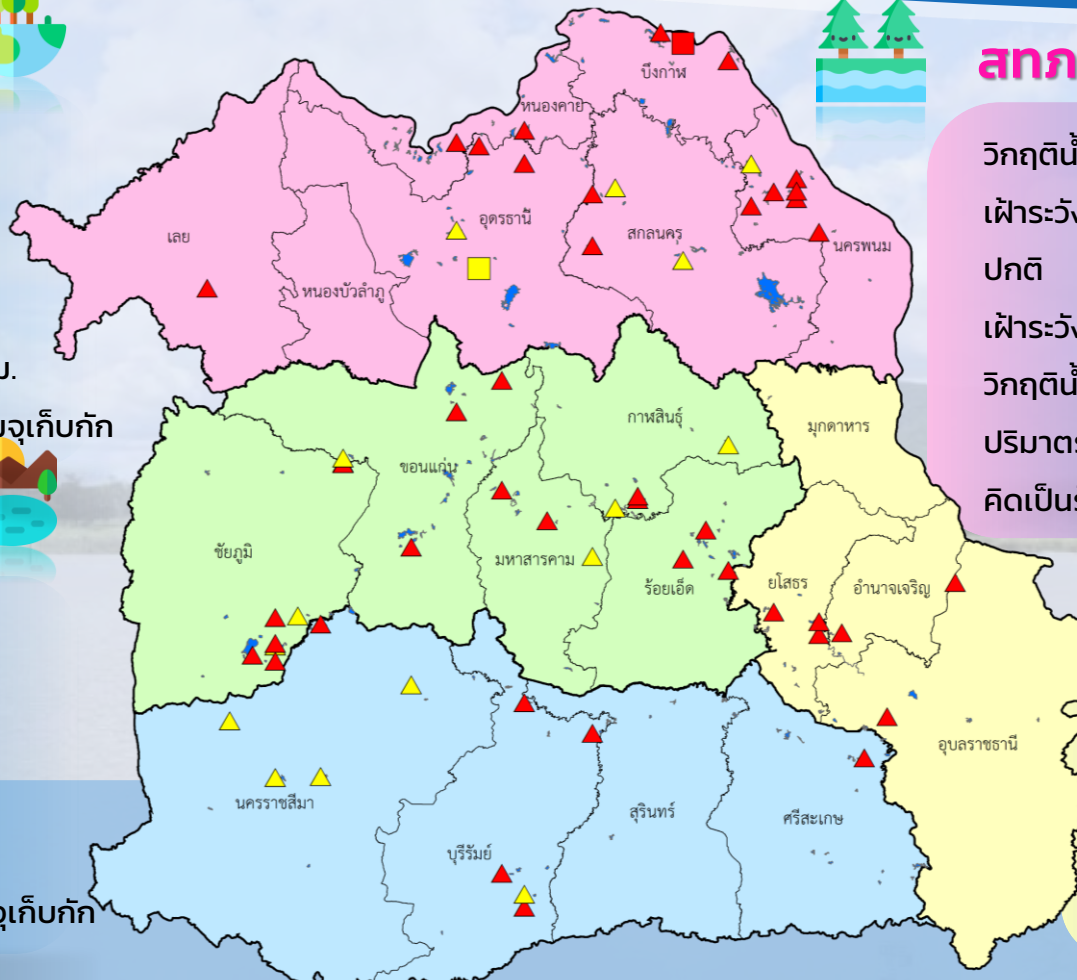 สทภ
วิกฤติน้ำ
เฝ้าระวัง
ปกติ
เฝ้าระวัง
วิกฤติน้ำ
ปริมาตร
คิดเป็นร
ม.
จุเก็บกัก
จุเก็บกัก
บึงกาฬ
หนองคาย
อุดรธานี
สกลนคร
นครพนม
เลย
หนองบัวลำภู
กาฬสินธุ์
มุกดาหาร
ขอนแก่น
ชัยภูมิ
มหาสารคาม
ร้อยเอ็ด
ยโสธร
อำนาจเจริญ
อุบลราชธานี
นครราชสีมา
สุรินทร์
ศรีสะเกษ
บุรีรัมย์